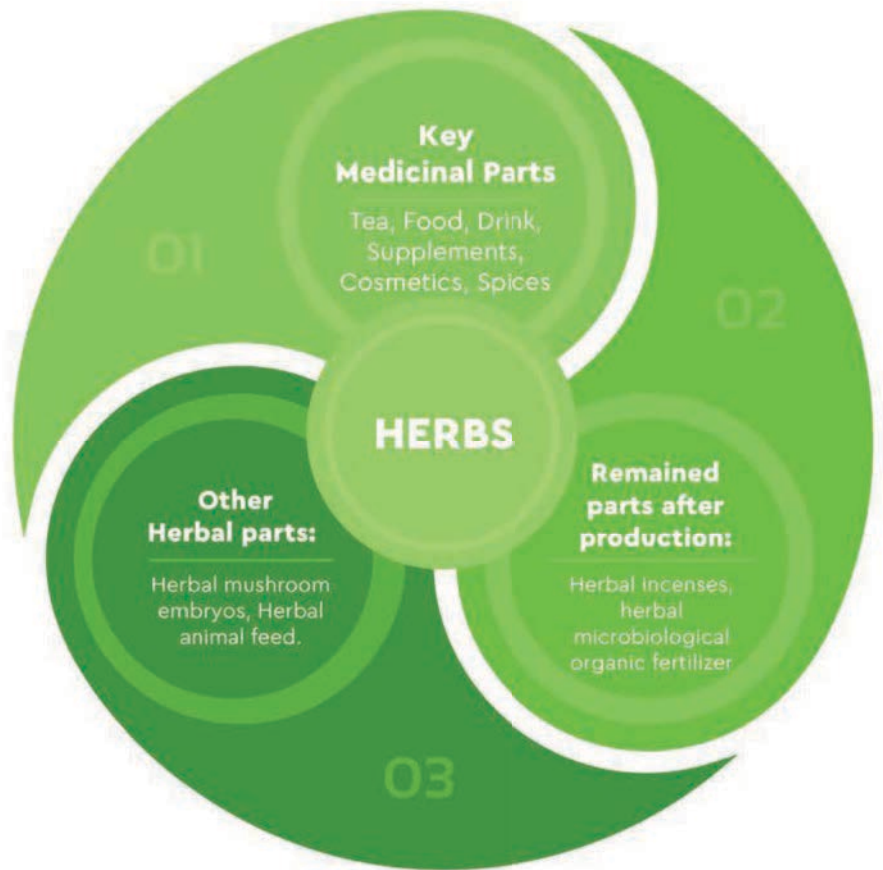 Key
Medicinal Parts
Tea, Food, Drink,
Supplements,
Cosmetics, Spices
01
02
HERBS
Remained
parts after
production:
Herbal incenses,
herbal
microbiological
organic fertilizer
Other
Herbal parts:
Herbal mushroom
embryos, Herbal
animal feed.
03